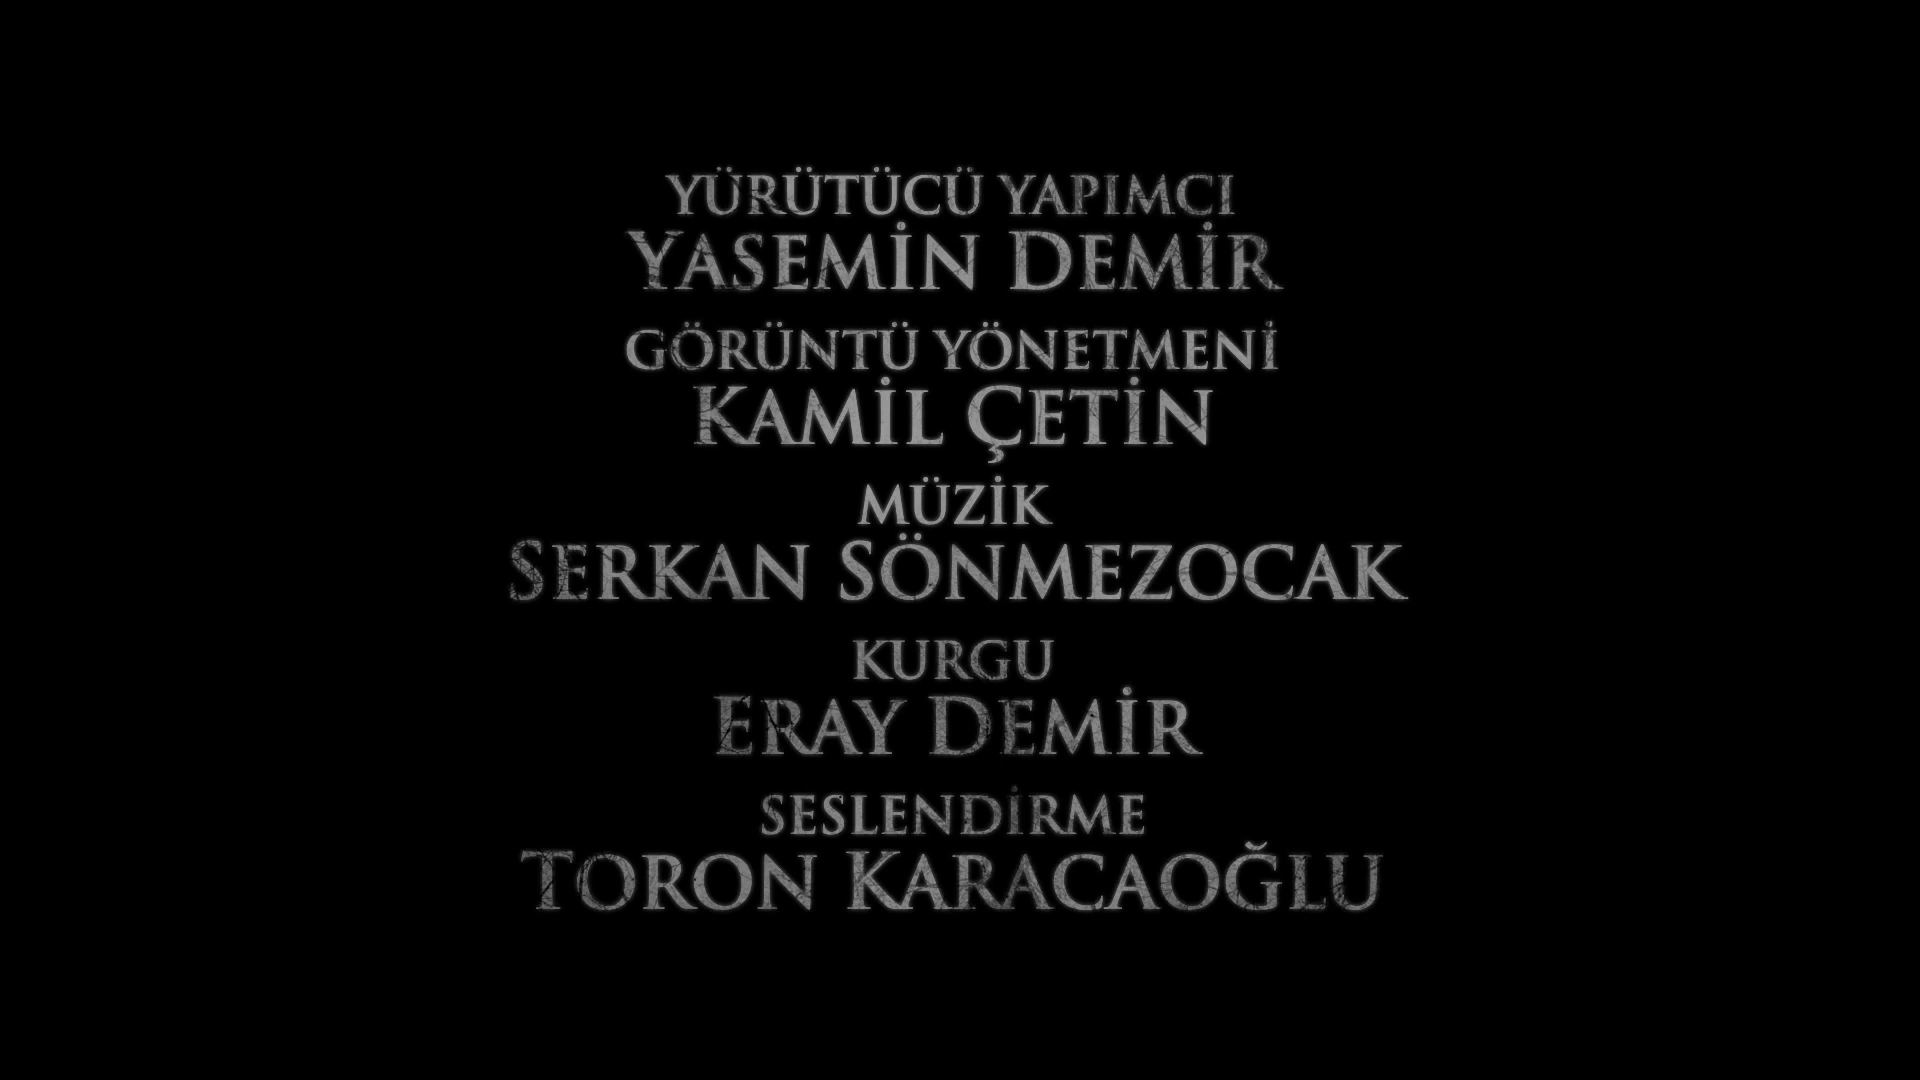 YÜRÜTÜCÜ YAPIMCI
YASEMİN DEMİR
GÖRÜNTÜ YÖNETMENİ
KAMİL ÇETİN
MÜZİK
SERKAN SÖNMEZOCAK
KURGU
ERAY DEMİR
SESLENDİRME
TORON KARACAOĞLU